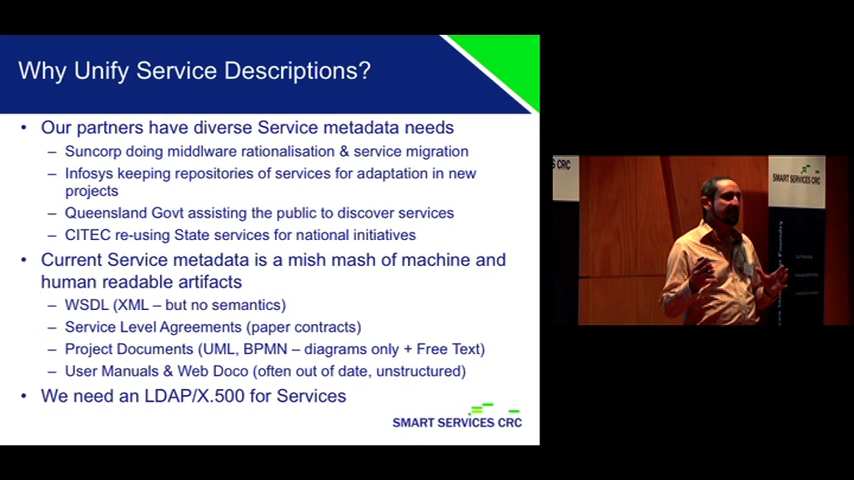 Why Unify Service Descriptions?
• Our partners have diverse Service metadata needs
– Suncorp doing middlware rationalisation & service migration
– Infosys keeping repositories of services for adaptation in new
projects
– Queensland Govt assisting the public to discover services
– CITEC re-using State services for national initiatives
• Current Service metadata is a mish mash of machine and
human readable artifacts
– WSDL (XML – but no semantics)
– Service Level Agreements (paper contracts)
– Project Documents (UML, BPMN – diagrams only + Free Text)
– User Manuals & Web Doco (often out of date, unstructured)
• We need an LDAP/X.500 for Services
SMART SERVICES CRC
S CRC
SMART SERVICES CRC